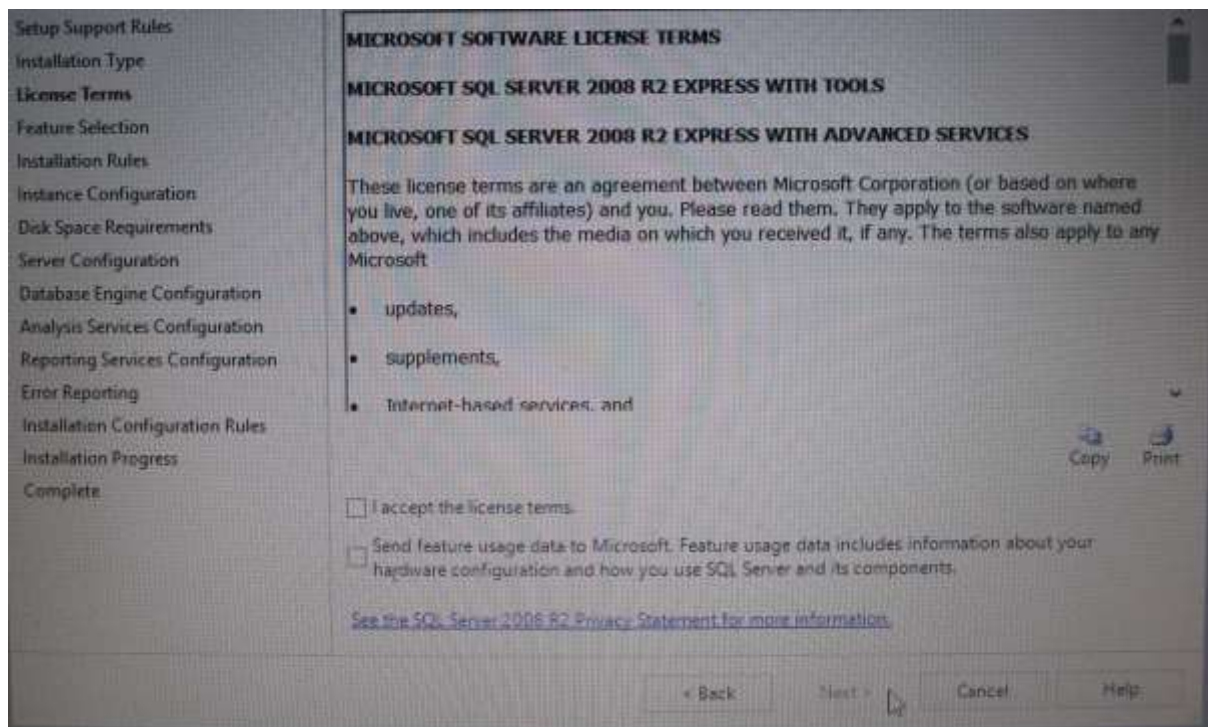 Setup Support Rules
Installation Type
License Terms
Feature Selection
Installation Rules
Instance Configuration
Disk Space Requirements
Server Configuration
Database Engine Configuration
Analysis Services Configuration
Reporting Services Configuration
Error Reporting
Installation Configuration Rules
Installation Progress
Complete
MICROSOFT SOFTWARE LICENSE TERMS
MICROSOFT SQL SERVER 2008 R2 EXPRESS WITH TOOLS
MICROSOFT SQL SERVER 2008 R2 EXPRESS WITH ADVANCED SERVICES
These license terms are an agreement between Microsoft Corporation (or based on where
you live, one of its affiliates) and you. Please read them. They apply to the software named
above, which includes the media on which you received it, if any. The terms also apply to any
Microsoft
• updates,
• supplements,
• Internet-based services, and
Copy Print
I accept the license terms.
Send feature usage data to Microsoft. Feature usage data includes information about your
hardware configuration and how you use SQL Server and its components.
See the SQL Server 2008 R2 Privacy Statement for more information.
< Back Next > Cancel Help